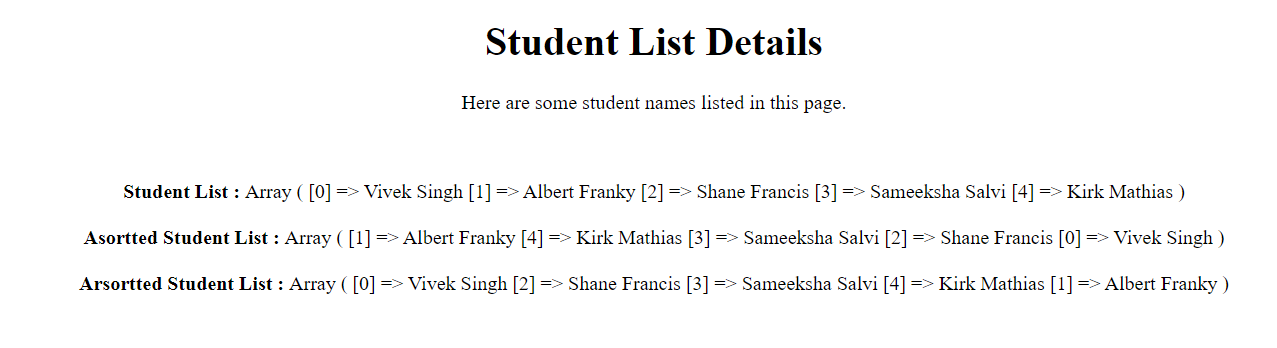 Student List Details
Here are some student names listed in this page.
Student List : Array ( [0] => Vivek Singh [1] => Albert Franky [2] => Shane Francis [3] => Sameeksha Salvi [4] => Kirk Mathias )
Asortted Student List : Array ( [1] => Albert Franky [4] => Kirk Mathias [3] => Sameeksha Salvi [2] => Shane Francis [0] => Vivek Singh )
Arsortted Student List : Array ( [0] => Vivek Singh [2] => Shane Francis [3] => Sameeksha Salvi [4] => Kirk Mathias [1] => Albert Franky )